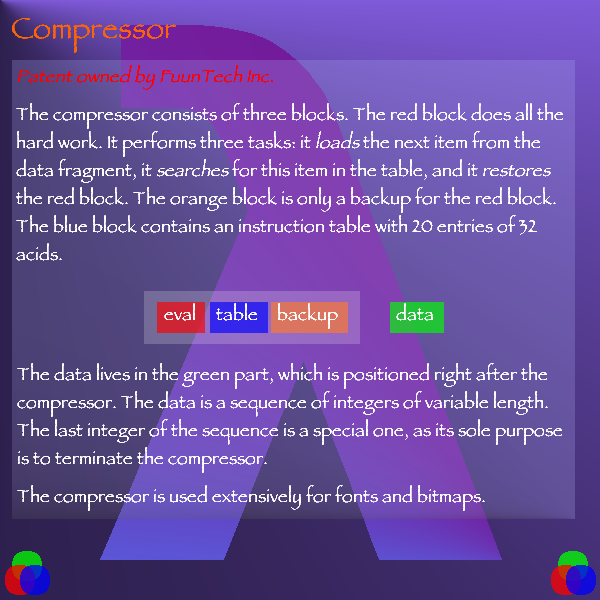 Compressor
Patent owned by FuunTech Inc.
The compressor consists of three blocks. The red block does all the
hard work. It performs three tasks: it loads the next item from the
data fragment, it searches for this item in the table, and it restores
the red block. The orange block is only a backup for the red block.
The blue block contains an instruction table with 20 entries of 32
acids.
eval table backup data
The data lives in the green part, which is positioned right after the
compressor. The data is a sequence of integers of variable length.
The last integer of the sequence is a special one, as its sole purpose
is to terminate the compressor.
The compressor is used extensively for fonts and bitmaps.